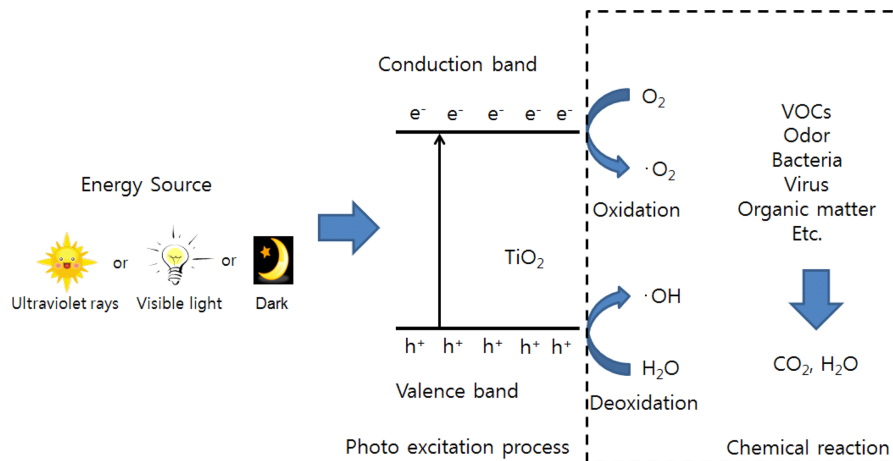 Energy Source
or
or
Ultraviolet rays
Visible light
Dark
Conduction band
e⁻ e⁻ e⁻ e⁻ e⁻
TiO₂
h⁺ h⁺ h⁺ h⁺ h⁺
Valence band
Photo excitation process
O₂
·O₂
Oxidation
·OH
H₂O
Deoxidation
VOCs
Odor
Bacteria
Virus
Organic matter
Etc.
CO₂, H₂O
Chemical reaction